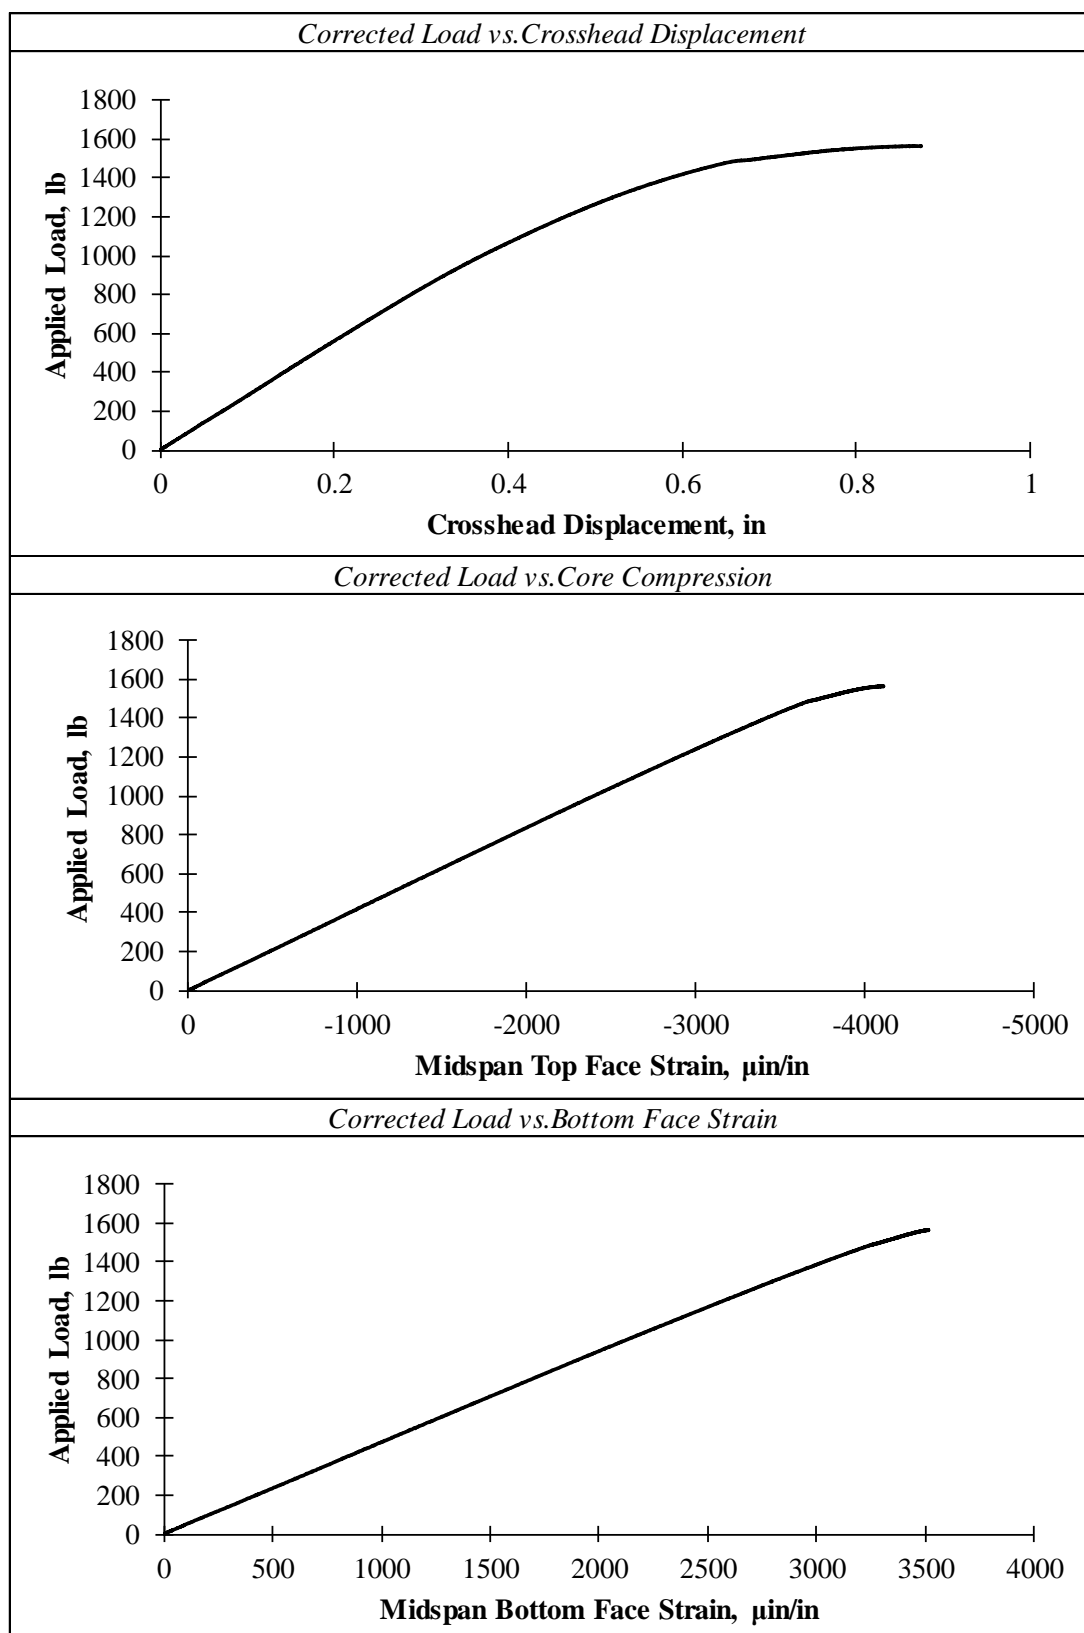 Corrected Load vs.Crosshead Displacement
1800
1600
1400
1200
1000
800
600
400
200
0
Applied Load, lb
0 0.2 0.4 0.6 0.8 1
Crosshead Displacement, in
Corrected Load vs.Core Compression
1800
1600
1400
1200
1000
800
600
400
200
0
Applied Load, lb
0 -1000 -2000 -3000 -4000 -5000
Midspan Top Face Strain, μin/in
Corrected Load vs.Bottom Face Strain
1800
1600
1400
1200
1000
800
600
400
200
0
Applied Load, lb
0 500 1000 1500 2000 2500 3000 3500 4000
Midspan Bottom Face Strain, μin/in